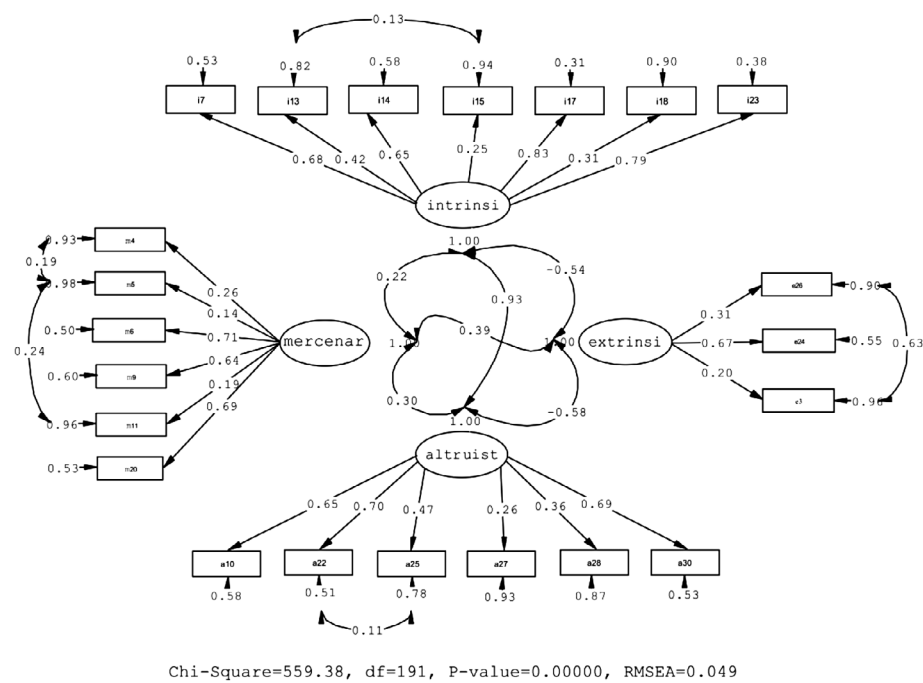 0.13
0.53 0.82 0.58 0.94 0.31 0.90 0.38
i7 i13 i14 i15 i17 i18 i23
0.68 0.42 0.65 0.25 0.83 0.31 0.79
intrinsi
0.93 m4
0.19
0.98 m5
0.50 m6
0.24
0.60 m9
0.96 m11
0.53 m20
0.26
0.14
0.71
0.64
0.19
0.69
mercenar
1.00
0.22 -0.54
0.93
1.00 0.39 1.00
0.30 -0.58
1.00
extrinsi
0.31
0.67
0.20
e26 0.90
e24 0.55
0.63
e3 0.96
altruist
0.65 0.70 0.47 0.26 0.36 0.69
a10 a22 a25 a27 a28 a30
0.58 0.51 0.78 0.93 0.87 0.53
0.11
Chi-Square=559.38, df=191, P-value=0.00000, RMSEA=0.049